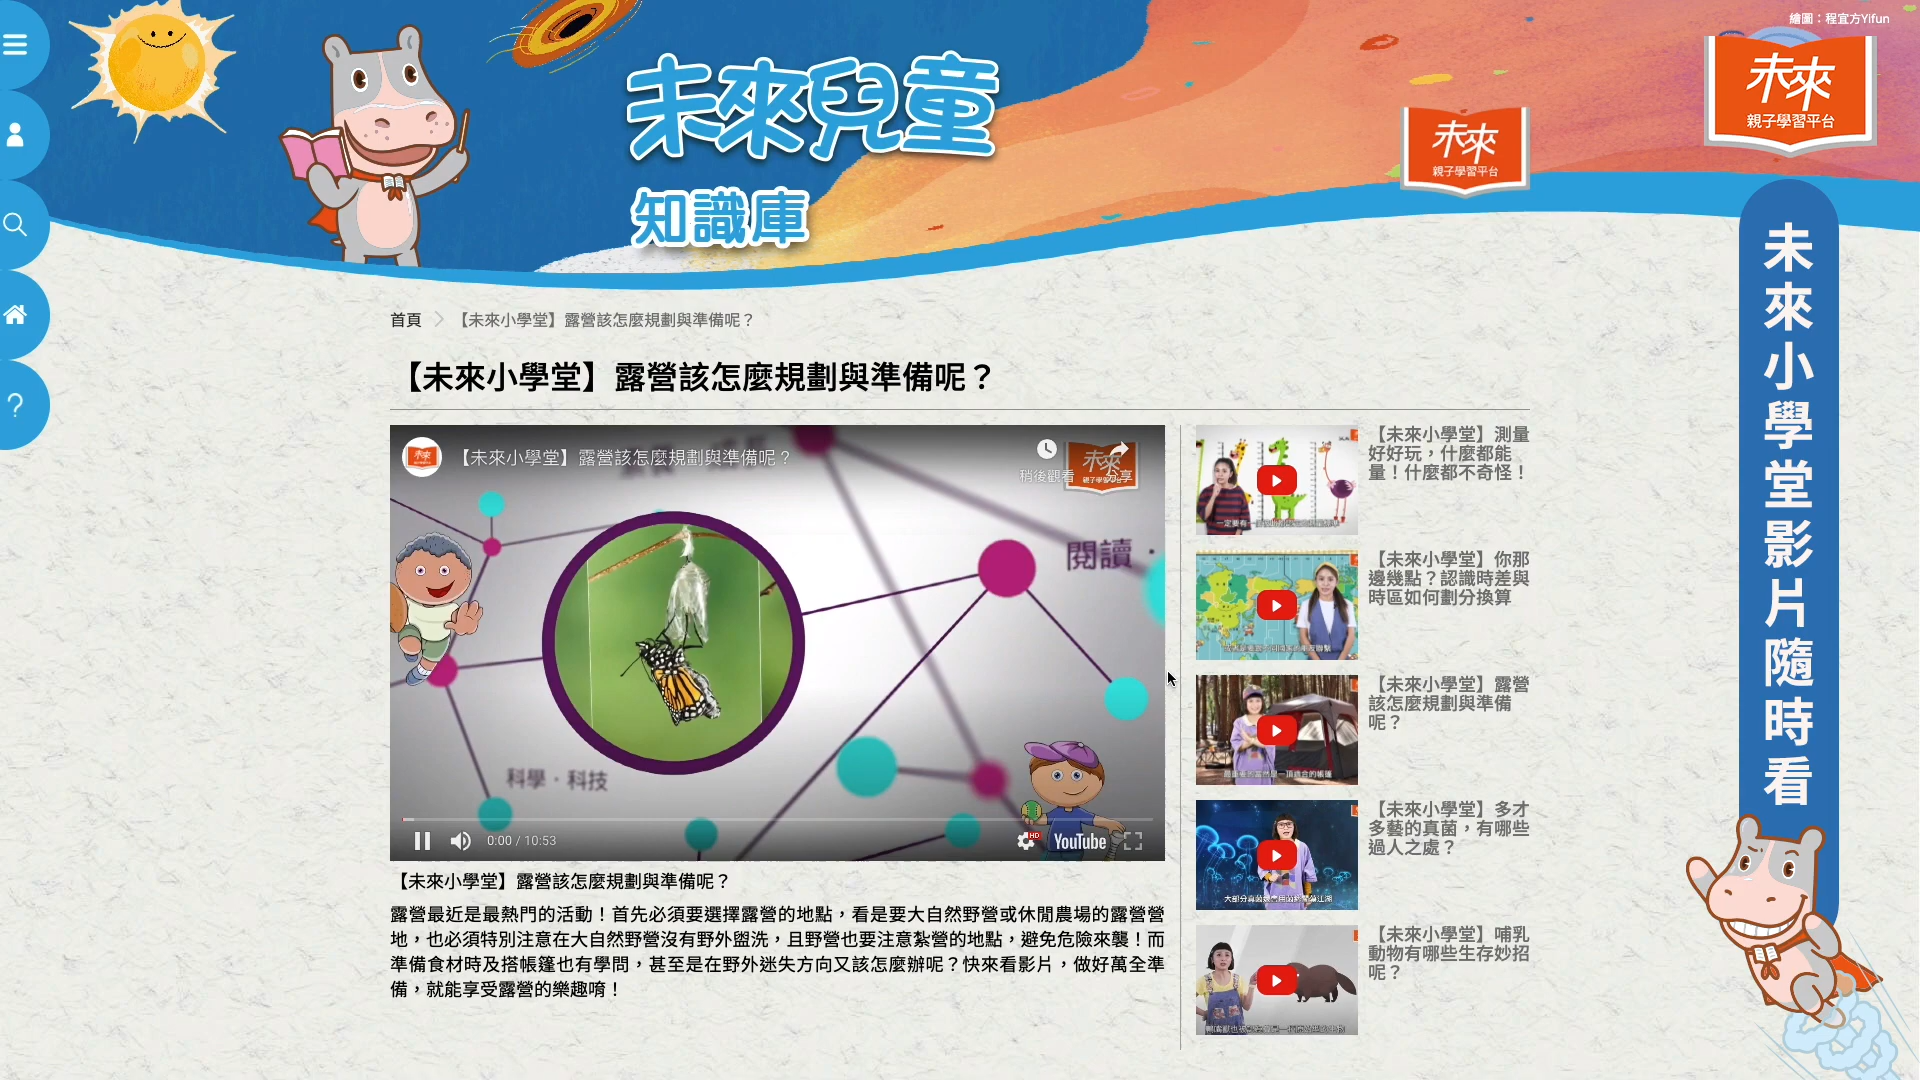 繪圖：程宜方Yifun
未來兒童
知識庫
未來
親子學習平台
未來
親子學習平台
未來小學堂影片隨時看
首頁
【未來小學堂】露營該怎麼規劃與準備呢？
【未來小學堂】露營該怎麼規劃與準備呢？
未來
【未來小學堂】露營該怎麼規劃與準備呢？
稍後觀看
分享
閱讀・
科學・科技
0:00 / 10:53
HD
YouTube
【未來小學堂】測量
好好玩，什麼都能
量！什麼都不奇怪！
【未來小學堂】你那
邊幾點？認識時差與
時區如何劃分換算
【未來小學堂】露營
該怎麼規劃與準備
呢？
最重要的當然是一頂適合的帳篷
【未來小學堂】多才
多藝的真菌，有哪些
過人之處？
【未來小學堂】哺乳
動物有哪些生存妙招
呢？
【未來小學堂】露營該怎麼規劃與準備呢？
露營最近是最熱門的活動！首先必須要選擇露營的地點，看是要大自然野營或休閒農場的露營營
地，也必須特別注意在大自然野營沒有野外盥洗，且野營也要注意紮營的地點，避免危險來襲！而
準備食材時及搭帳篷也有學問，甚至是在野外迷失方向又該怎麼辦呢？快來看影片，做好萬全準
備，就能享受露營的樂趣唷！